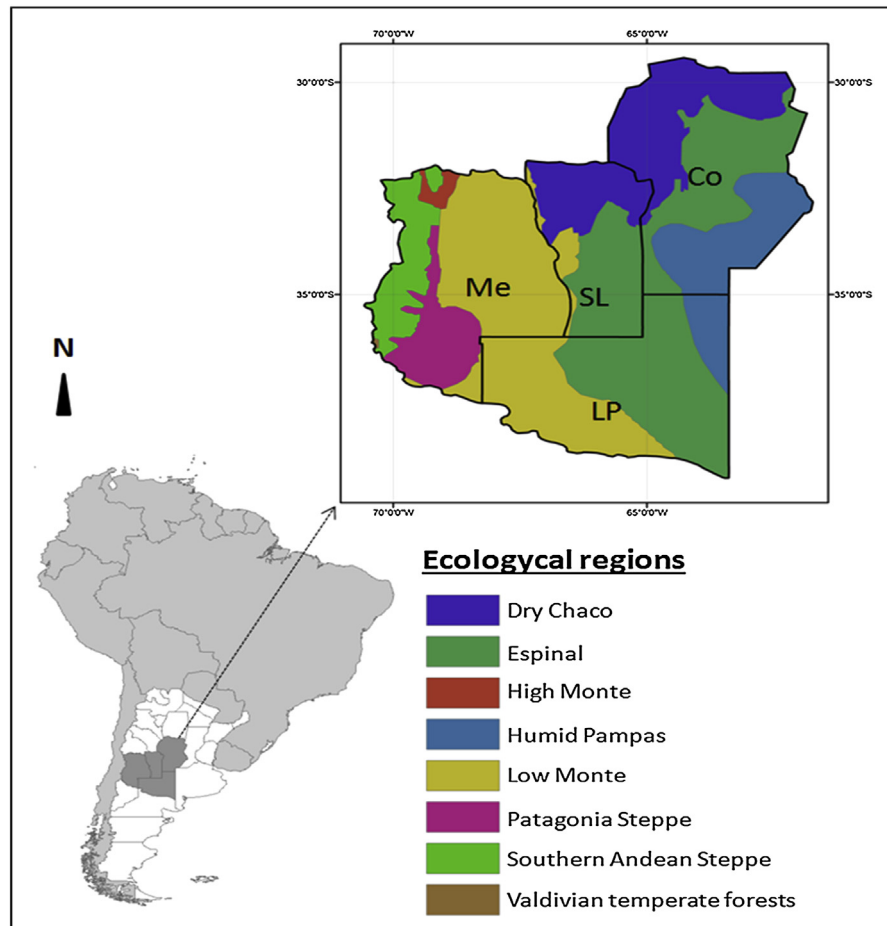 70°0'0"W 65°0'0"W
30°0'0"S 30°0'0"S
Co
Me SL
35°0'0"S 35°0'0"S
LP
N
70°0'0"W 65°0'0"W
Ecologycal regions
Dry Chaco
Espinal
High Monte
Humid Pampas
Low Monte
Patagonia Steppe
Southern Andean Steppe
Valdivian temperate forests